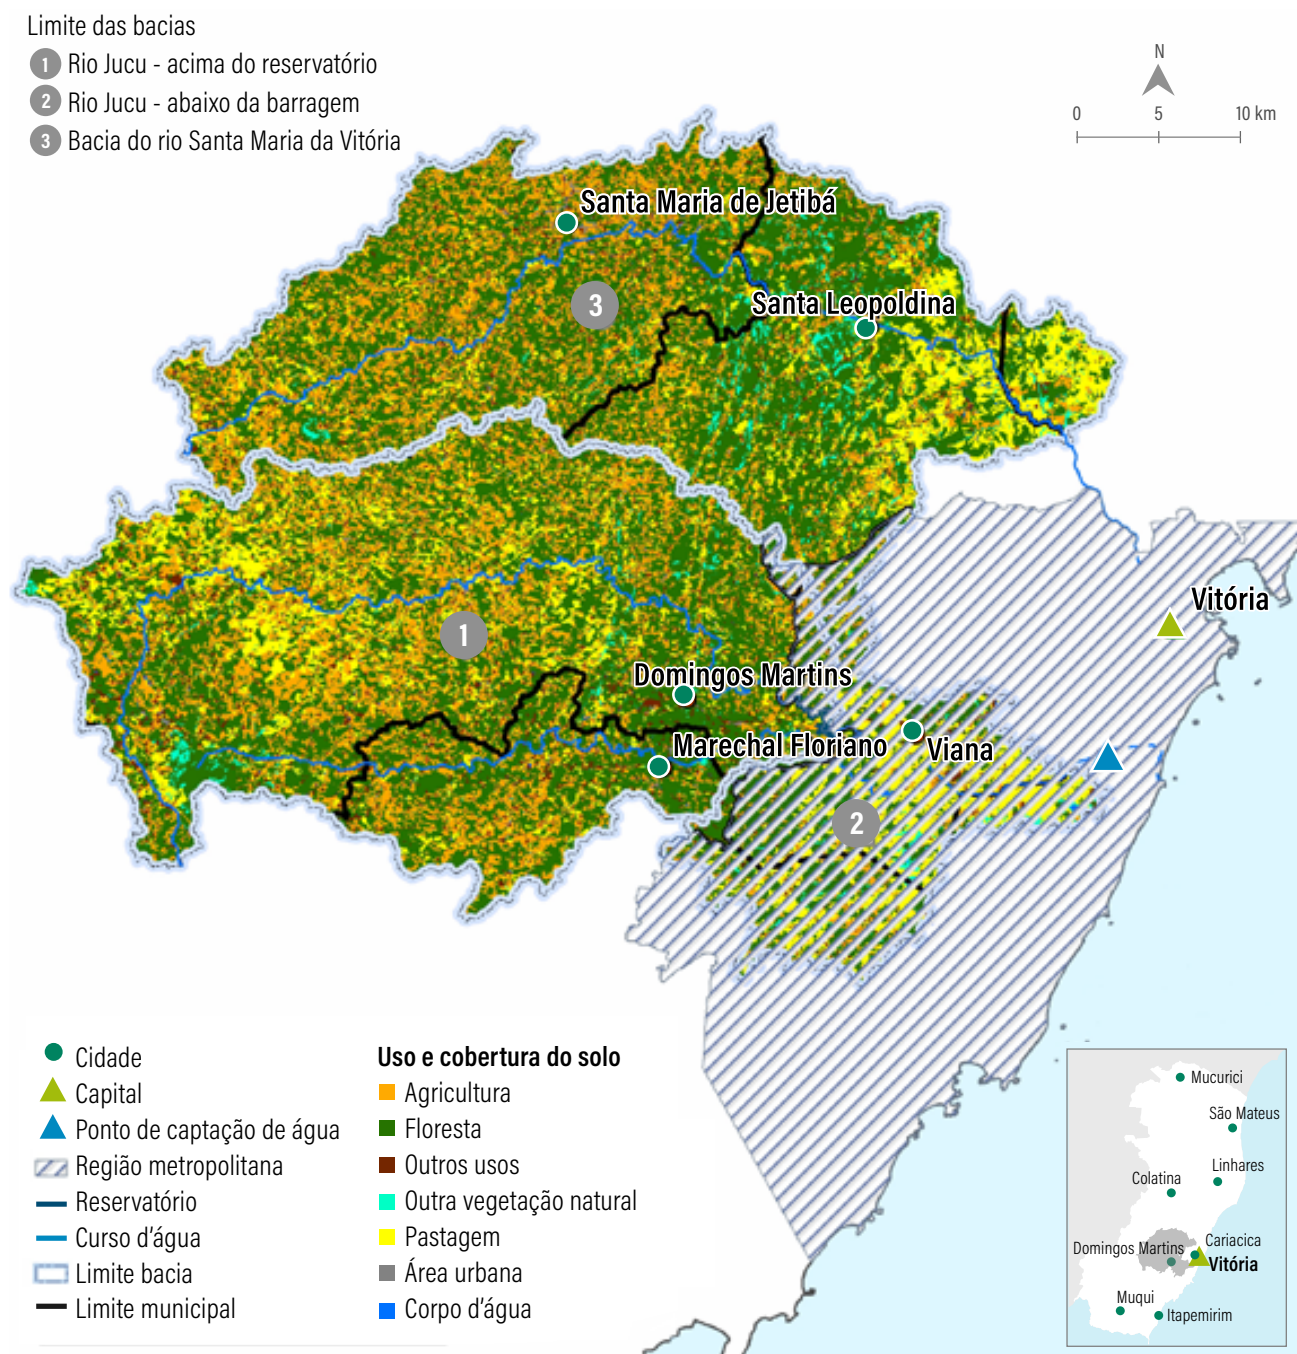 Limite das bacias
1 Rio Jucu - acima do reservatório
2 Rio Jucu - abaixo da barragem
3 Bacia do rio Santa Maria da Vitória
N
0 5 10 km
Santa Maria de Jetibá
3
Santa Leopoldina
Vitória
1
Domingos Martins
Marechal Floriano
Viana
2
Cidade
Capital
Ponto de captação de água
Região metropolitana
Reservatório
Curso d'água
Limite bacia
Limite municipal
Uso e cobertura do solo
Agricultura
Floresta
Outros usos
Outra vegetação natural
Pastagem
Área urbana
Corpo d'água
Mucurici
São Mateus
Linhares
Colatina
Cariacica
Domingos Martins
Vitória
Muqui
Itapemirim